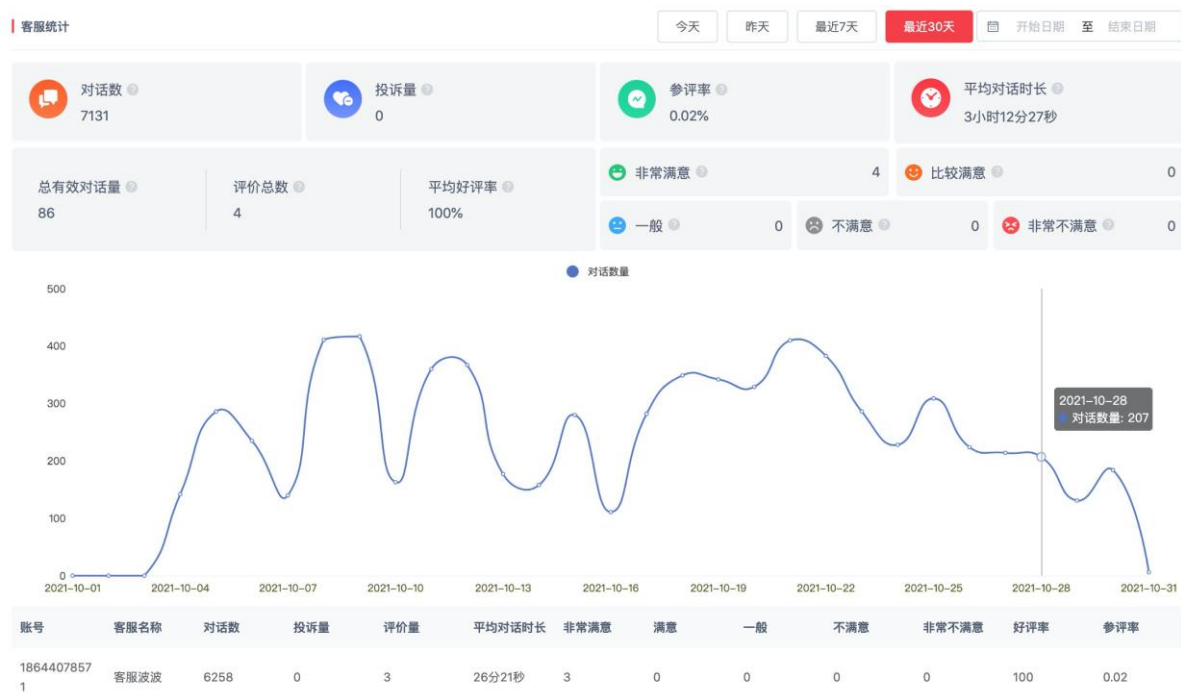 客服统计
今天 昨天 最近7天 最近30天 开始日期 至 结束日期
对话数
7131
投诉量
0
参评率
0.02%
平均对话时长
3小时12分27秒
总有效对话量
86
评价总数
4
平均好评率
100%
非常满意 4
比较满意 0
一般 0
不满意 0
非常不满意 0
对话数量
500
400
300
200
100
0
2021-10-28
对话数量: 207
2021-10-01 2021-10-04 2021-10-07 2021-10-10 2021-10-13 2021-10-16 2021-10-19 2021-10-22 2021-10-25 2021-10-28 2021-10-31
账号 客服名称 对话数 投诉量 评价量 平均对话时长 非常满意 满意 一般 不满意 非常不满意 好评率 参评率
1864407857
1 客服波波 6258 0 3 26分21秒 3 0 0 0 0 100 0.02